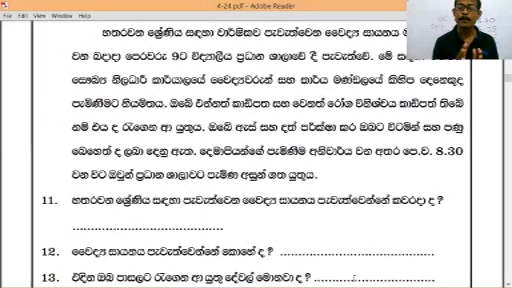 4-24.pdf - Adobe Reader
File Edit View Window Help
හතරවන ශ්‍රේණිය සඳහා වාර්ෂිකව පැවැත්වෙන වෛද්‍ය සායනය
වන බදාදා පෙරවරු 9ට විද්‍යාලීය ප්‍රධාන ශාලාවේ දී පැවැත්වේ. මේ
සෞඛ්‍ය නිලධාරී කාර්යාලයේ වෛද්‍යවරුන් සහ කාර්ය මණ්ඩලයේ කිහිප දෙනෙකුද
පැමිණීමට නියමිතය. ඔබේ වින්නත් කාඩ්පත සහ වෙනත් රෝග විනිශ්චය කාඩ්පත් තිබේ
නම් එය ද රැගෙන ආ යුතුය. ඔබේ ඇස් සහ දත් පරීක්ෂා කර ඔබට විටමින් සහ පණු
බෙහෙත් ද ලබා දෙනු ඇත. දෙමාපියන්ගේ පැමිණීම අනිවාර්ය වන අතර පෙ.ව. 8.30
වන විට ඔවුන් ප්‍රධාන ශාලාවට පැමිණ අසුන් ගත යුතුය.
11. හතරවන ශ්‍රේණිය සඳහා පැවැත්වෙන වෛද්‍ය සායනය පැවැත්වෙන්නේ කවරදා ද ?
..........................................
12. වෛද්‍ය සායනය පැවැත්වෙන්නේ කොහේ ද ? ..........................................
13. එදින ඔබ පාසලට රැගෙන ආ යුතු දේවල් මොනවා ද ? ..................................